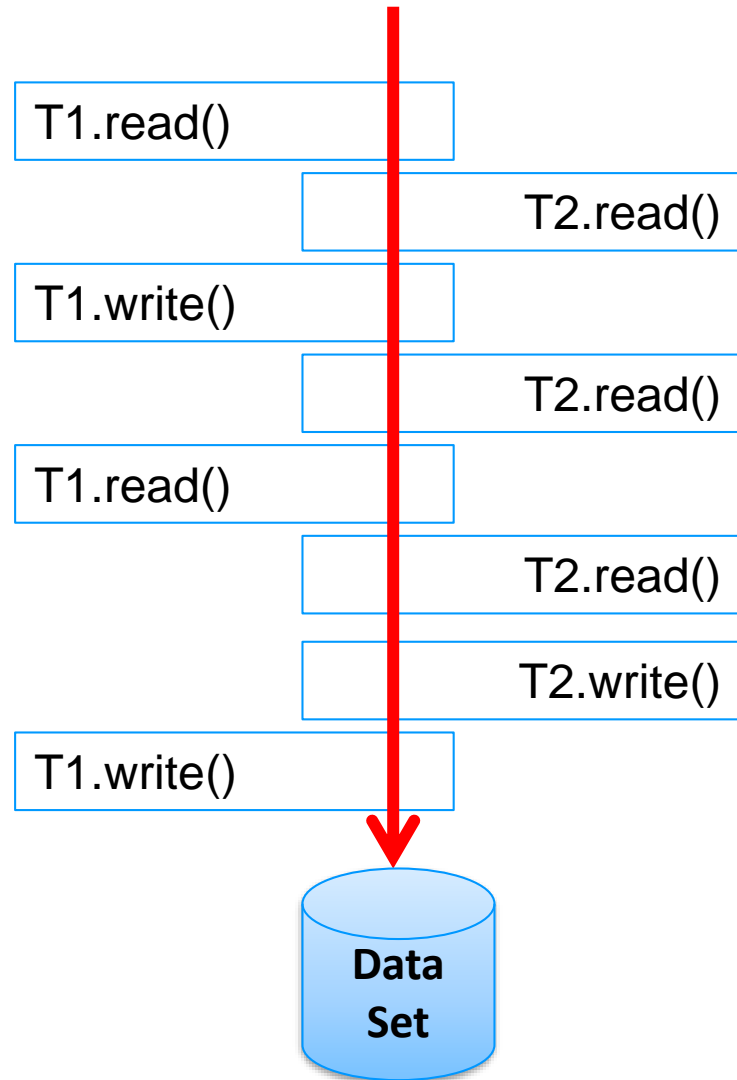 T1.read()
T2.read()
T1.write()
T2.read()
T1.read()
T2.read()
T2.write()
T1.write()
Data
Set